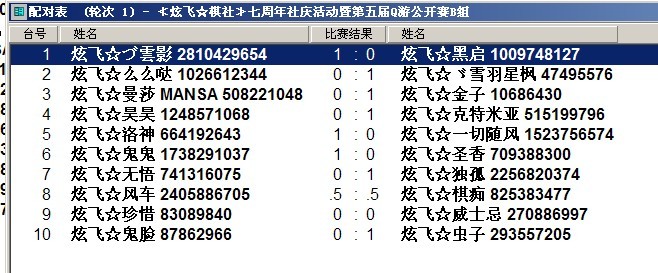 配对表 （轮次 1）- ≮炫飞☆棋社≯七周年社庆活动暨第五届Q游公开赛B组
台号 姓名 比赛结果 姓名
1 炫飞☆づ雲影 2810429654 1 : 0 炫飞☆黑启 1009748127
2 炫飞☆么么哒 1026612344 0 : 1 炫飞☆ヾ雪羽星枫 47495576
3 炫飞☆曼莎 MANSA 508221048 0 : 1 炫飞☆金子 10686430
4 炫飞☆昊昊 1248571068 0 : 1 炫飞☆克特米亚 515199796
5 炫飞☆洛神 664192643 1 : 0 炫飞☆一切随风 1523756574
6 炫飞☆鬼鬼 1738291037 1 : 0 炫飞☆圣香 709388300
7 炫飞☆无悟 741316075 0 : 1 炫飞☆独孤 2256820374
8 炫飞☆风车 2405886705 .5 : .5 炫飞☆棋痴 825383477
9 炫飞☆珍惜 83089840 0 : 0 炫飞☆威士忌 270886997
10 炫飞☆鬼脸 87862966 0 : 1 炫飞☆虫子 293557205